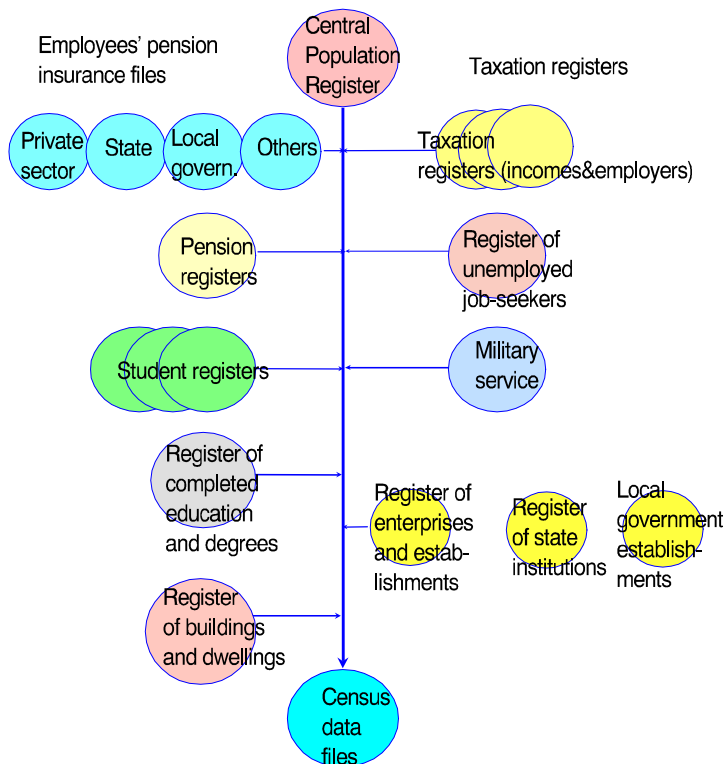 Central
Population
Register
Employees’ pension
insurance files
Taxation registers
Private
sector
State
Local
govern.
Others
Taxation
registers (incomes&employers)
Pension
registers
Register of
unemployed
job-seekers
Student registers
Military
service
Register of
completed
education
and degrees
Register of
enterprises
and estab-
lishments
Register
of state
institutions
Local
government
establish-
ments
Register
of buildings
and dwellings
Census
data
files